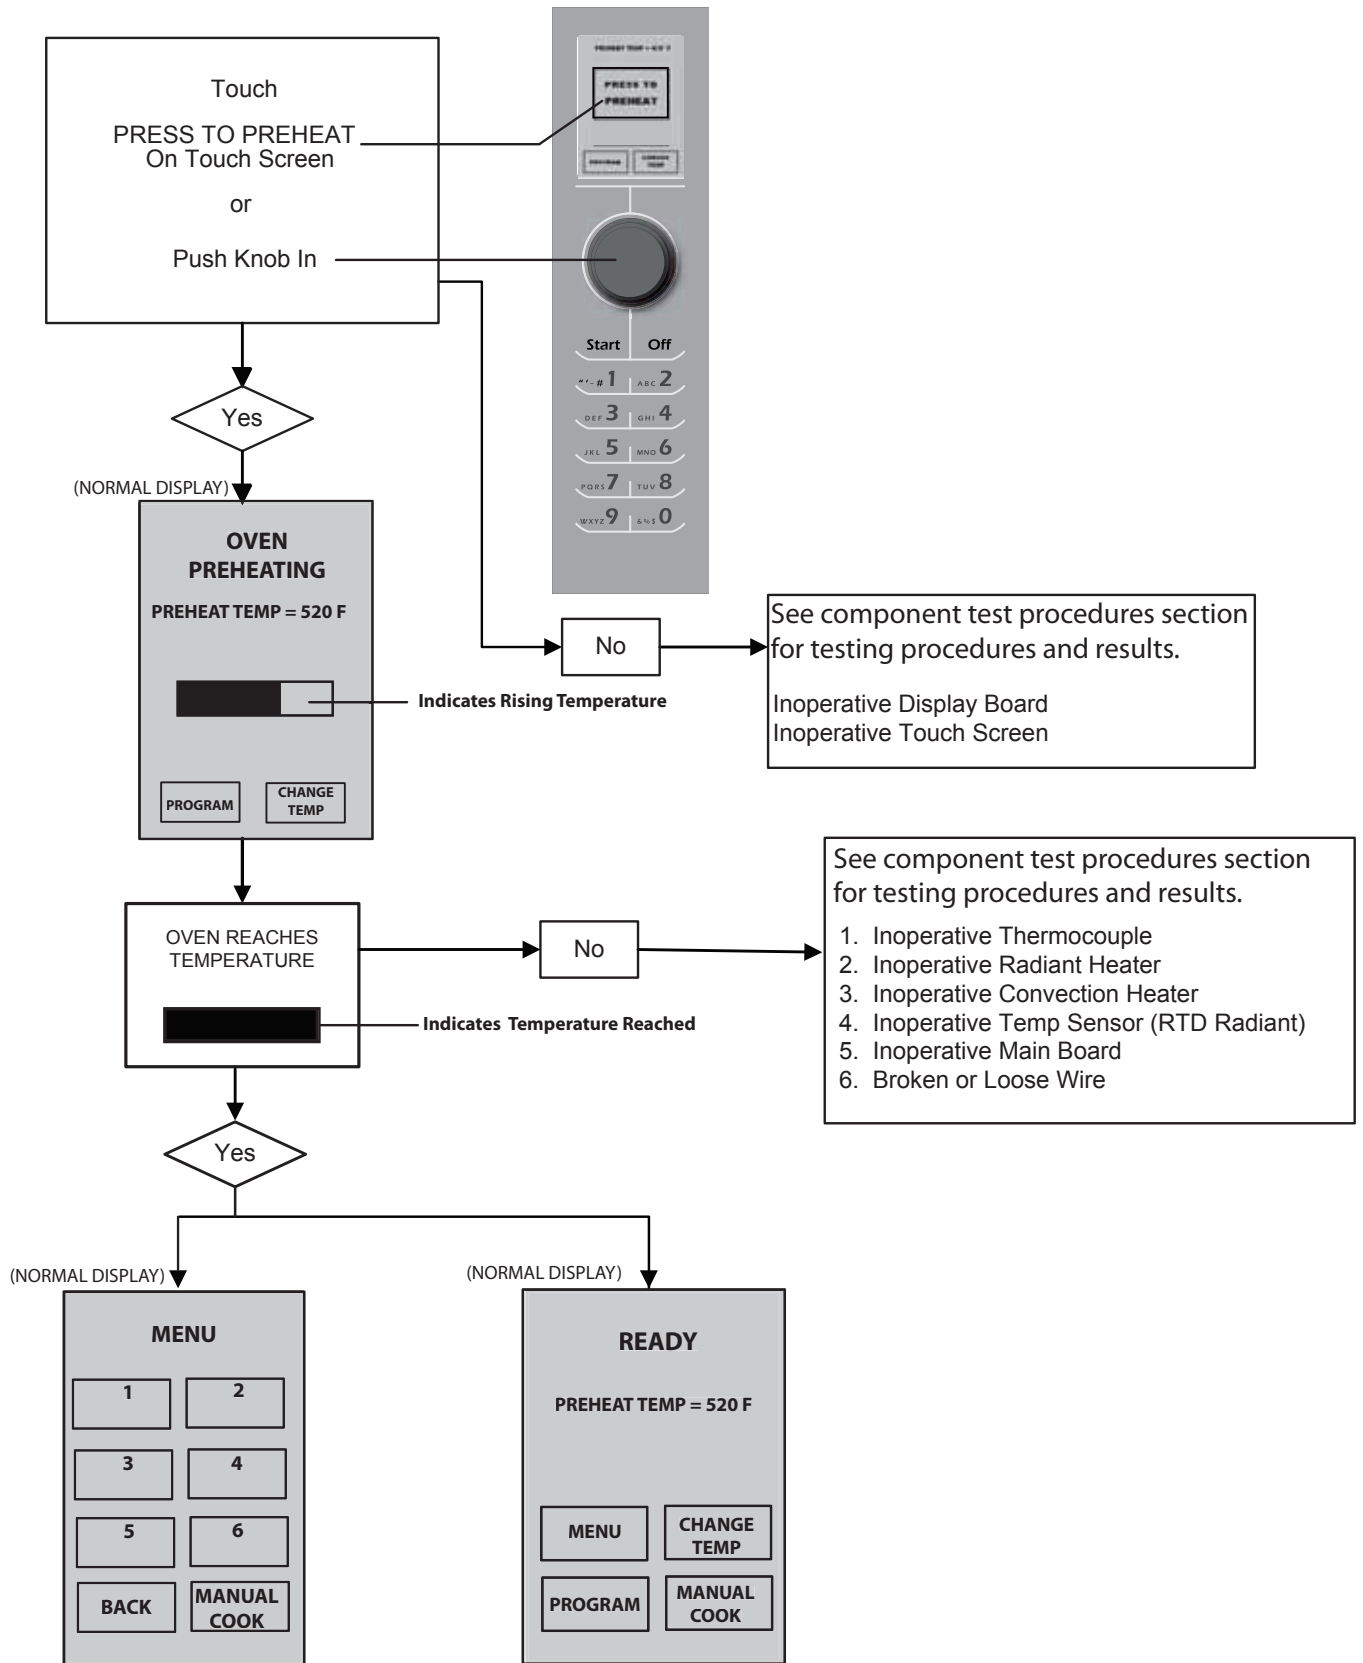 Touch
PRESS TO PREHEAT
On Touch Screen
or
Push Knob In
PRESS TO
PREHEAT
PROGRAM
CHANGE
TEMP
Start Off
"'-# 1 ABC 2
DEF 3 GHI 4
JKL 5 MNO 6
PQRS 7 TUV 8
WXYZ 9 &%$ 0
Yes
(NORMAL DISPLAY)
OVEN
PREHEATING
PREHEAT TEMP = 520 F
Indicates Rising Temperature
PROGRAM
CHANGE
TEMP
No
See component test procedures section
for testing procedures and results.
Inoperative Display Board
Inoperative Touch Screen
OVEN REACHES
TEMPERATURE
Indicates Temperature Reached
No
See component test procedures section
for testing procedures and results.
1. Inoperative Thermocouple
2. Inoperative Radiant Heater
3. Inoperative Convection Heater
4. Inoperative Temp Sensor (RTD Radiant)
5. Inoperative Main Board
6. Broken or Loose Wire
Yes
(NORMAL DISPLAY)
MENU
1 2
3 4
5 6
BACK
MANUAL
COOK
(NORMAL DISPLAY)
READY
PREHEAT TEMP = 520 F
MENU
CHANGE
TEMP
PROGRAM
MANUAL
COOK